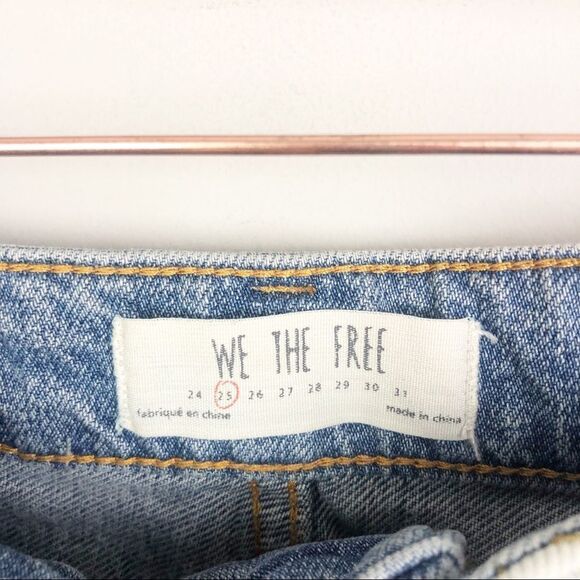 WE THE FREE
24 25 26 27 28 29 30 31
fabriqué en chine
made in china